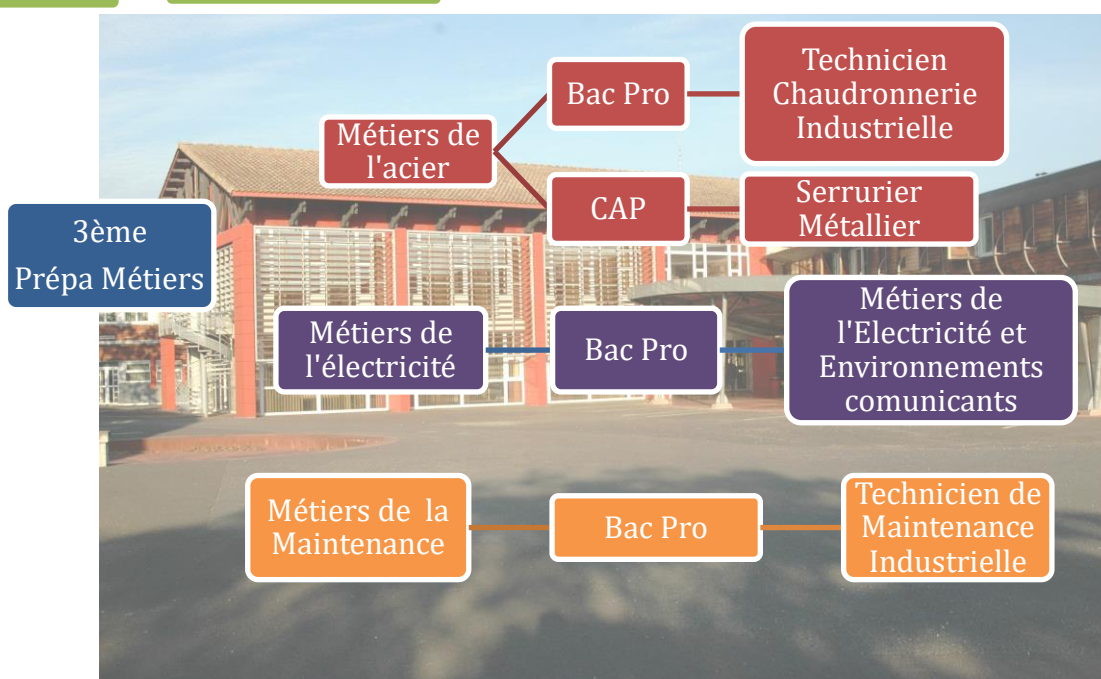 3ème
Prépa Métiers
Métiers de
l'acier
Bac Pro
Technicien
Chaudronnerie
Industrielle
CAP
Serrurier
Métallier
Métiers de
l'électricité
Bac Pro
Métiers de
l'Electricité et
Environnements
comunicants
Métiers de la
Maintenance
Bac Pro
Technicien de
Maintenance
Industrielle